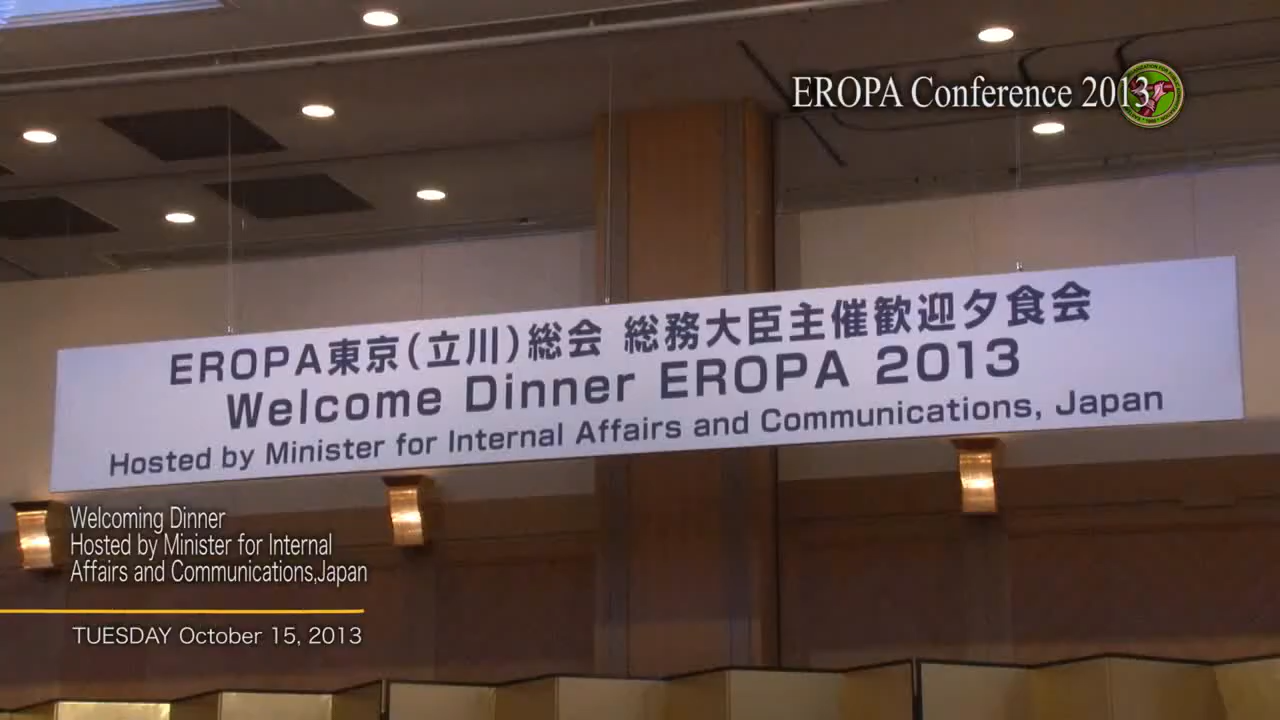 EROPA Conference 2013
EROPA東京(立川)総会 総務大臣主催歓迎夕食会
Welcome Dinner EROPA 2013
Hosted by Minister for Internal Affairs and Communications, Japan
Welcoming Dinner
Hosted by Minister for Internal
Affairs and Communications,Japan
TUESDAY October 15, 2013